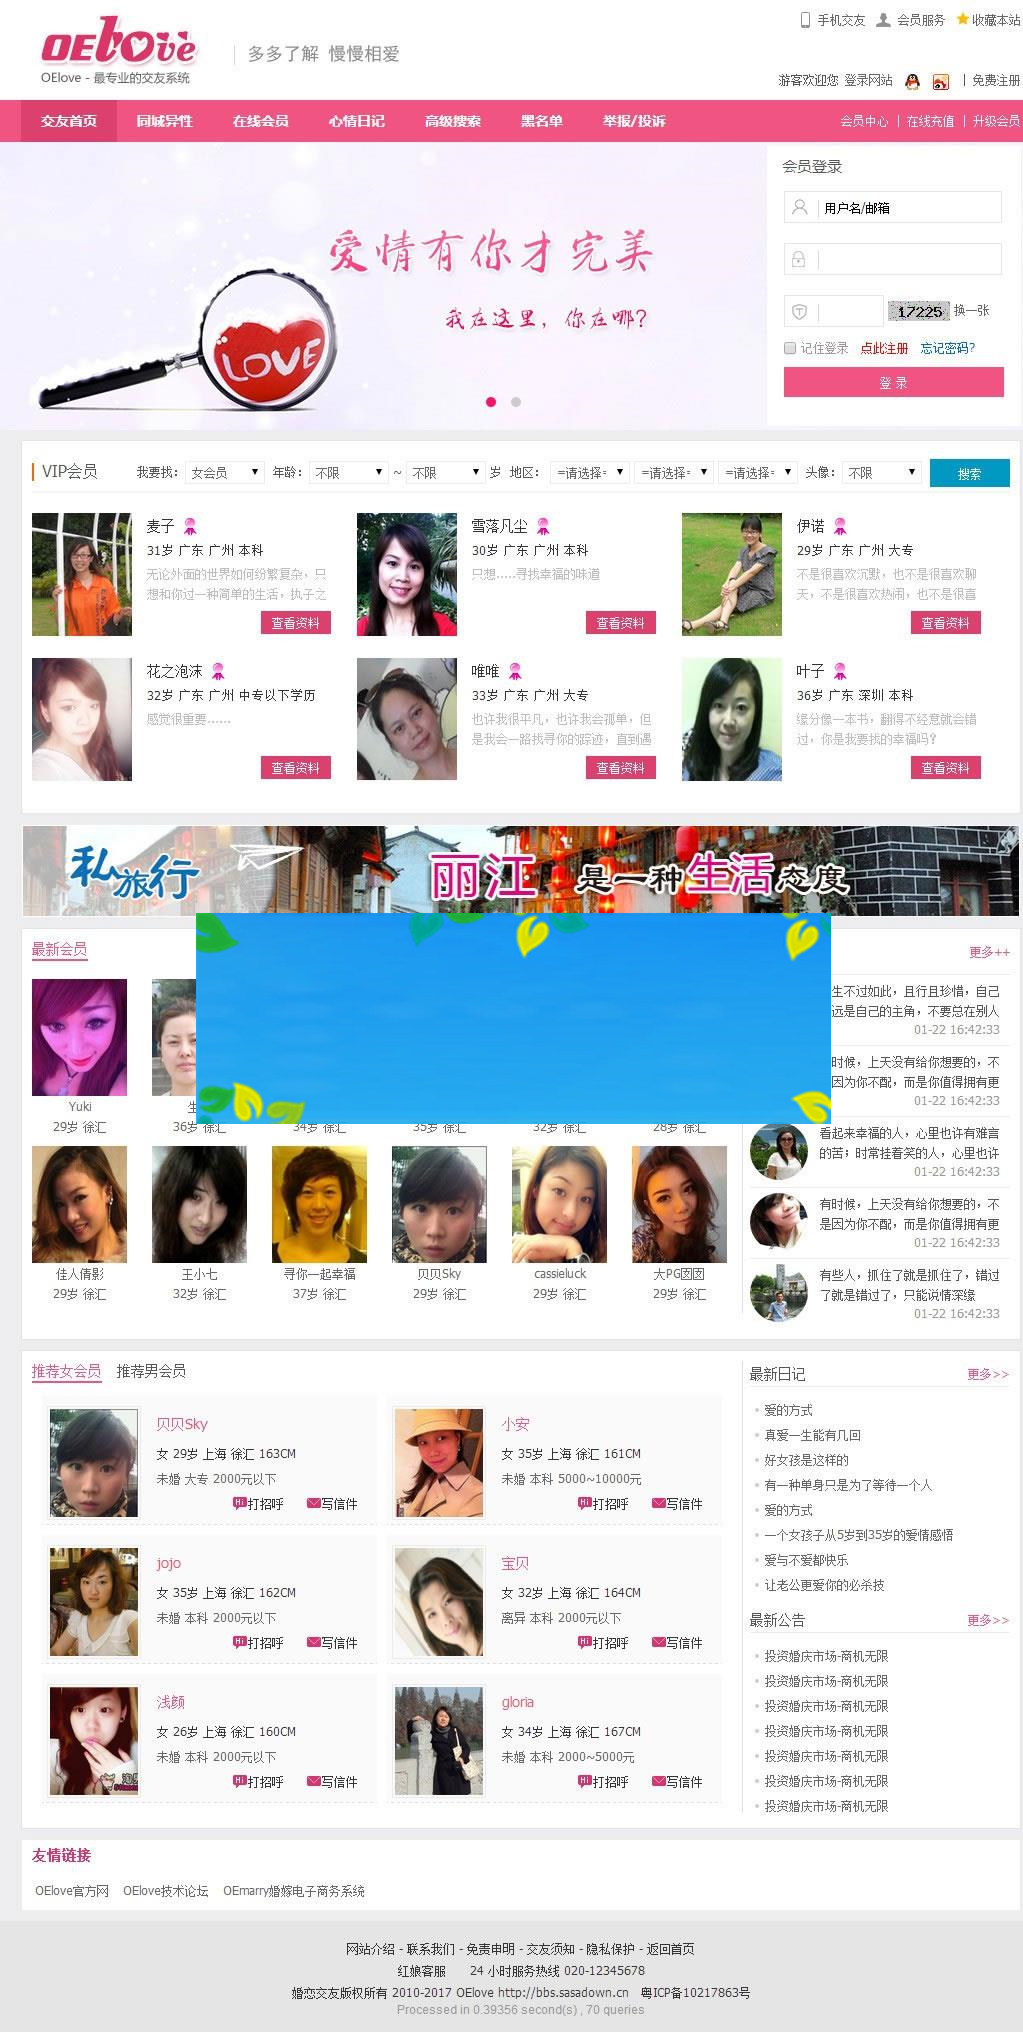 手机交友 会员服务 收藏本站
OElove
OElove - 最专业的交友系统
多多了解 慢慢相爱
游客欢迎您 登录网站 | 免费注册
交友首页 同城异性 在线会员 心情日记 高级搜索 黑名单 举报/投诉 会员中心 | 在线充值 | 升级会员
爱情有你才完美
我在这里，你在哪?
LOVE
会员登录
用户名/邮箱
17225 换一张
记住登录 点此注册 忘记密码?
登 录
VIP会员 我要找: 女会员 年龄: 不限 ~ 不限 岁 地区: =请选择= =请选择= =请选择= 头像: 不限 搜索
麦子
31岁 广东 广州 本科
无论外面的世界如何纷繁复杂，只
想和你过一种简单的生活，执子之
查看资料
雪落凡尘
30岁 广东 广州 本科
只想.....寻找幸福的味道
查看资料
伊诺
29岁 广东 广州 大专
不是很喜欢沉默，也不是很喜欢聊
天，不是很喜欢热闹，也不是很喜
查看资料
花之泡沫
32岁 广东 广州 中专以下学历
感觉很重要......
查看资料
唯唯
33岁 广东 广州 大专
也许我很平凡，也许我会孤单，但
是我会一路找寻你的踪迹，直到遇
查看资料
叶子
36岁 广东 深圳 本科
缘分像一本书，翻得不经意就会错
过，你是我要找的幸福吗?
查看资料
私旅行 丽江 是一种生活态度
最新会员
更多++
Yuki
29岁 徐汇
36岁 徐汇
34岁 徐汇
35岁 徐汇
32岁 徐汇
28岁 徐汇
佳人倩影
29岁 徐汇
王小七
32岁 徐汇
寻你一起幸福
37岁 徐汇
贝贝Sky
29岁 徐汇
cassieluck
29岁 徐汇
大PG囡囡
29岁 徐汇
生不过如此，且行且珍惜，自己
远是自己的主角，不要总在别人
01-22 16:42:33
时候，上天没有给你想要的，不
因为你不配，而是你值得拥有更
01-22 16:42:33
看起来幸福的人，心里也许有难言
的苦；时常挂着笑的人，心里也许
01-22 16:42:33
有时候，上天没有给你想要的，不
是因为你不配，而是你值得拥有更
01-22 16:42:33
有些人，抓住了就是抓住了，错过
了就是错过了，只能说情深缘
01-22 16:42:33
推荐女会员 推荐男会员
贝贝Sky
女 29岁 上海 徐汇 163CM
未婚 大专 2000元以下
Hi打招呼 写信件
小安
女 35岁 上海 徐汇 161CM
未婚 本科 5000~10000元
Hi打招呼 写信件
jojo
女 35岁 上海 徐汇 162CM
未婚 本科 2000元以下
Hi打招呼 写信件
宝贝
女 32岁 上海 徐汇 164CM
离异 本科 2000元以下
Hi打招呼 写信件
浅颜
女 26岁 上海 徐汇 160CM
未婚 本科 2000元以下
Hi打招呼 写信件
gloria
女 34岁 上海 徐汇 167CM
未婚 本科 2000~5000元
Hi打招呼 写信件
最新日记 更多>>
爱的方式
真爱一生能有几回
好女孩是这样的
有一种单身只是为了等待一个人
爱的方式
一个女孩子从5岁到35岁的爱情感悟
爱与不爱都快乐
让老公更爱你的必杀技
最新公告 更多>>
投资婚庆市场-商机无限
投资婚庆市场-商机无限
投资婚庆市场-商机无限
投资婚庆市场-商机无限
投资婚庆市场-商机无限
投资婚庆市场-商机无限
投资婚庆市场-商机无限
友情链接
OElove官方网 OElove技术论坛 OEmarry婚嫁电子商务系统
网站介绍 - 联系我们 - 免责申明 - 交友须知 - 隐私保护 - 返回首页
红娘客服 24 小时服务热线 020-12345678
婚恋交友版权所有 2010-2017 OElove http://bbs.sasadown.cn 粤ICP备10217863号
Processed in 0.39356 second(s) , 70 queries